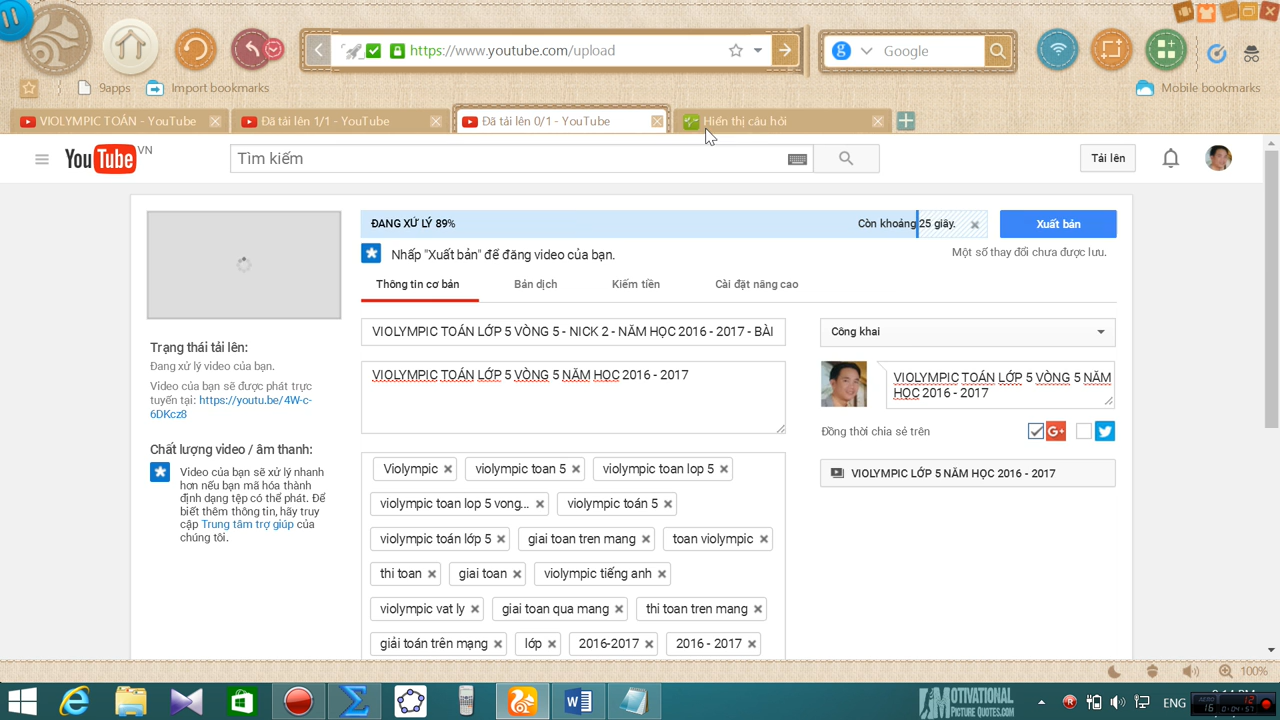 https://www.youtube.com/upload
Google
9apps
Import bookmarks
Mobile bookmarks
VIOLYMPIC TOÁN - YouTube
Đã tải lên 1/1 - YouTube
Đã tải lên 0/1 - YouTube
Hiển thị câu hỏi
YouTube VN
Tìm kiếm
Tải lên
ĐANG XỬ LÝ 89%
Còn khoảng 25 giây.
Xuất bản
Nhấp "Xuất bản" để đăng video của bạn.
Một số thay đổi chưa được lưu.
Thông tin cơ bản
Bản dịch
Kiếm tiền
Cài đặt nâng cao
VIOLYMPIC TOÁN LỚP 5 VÒNG 5 - NICK 2 - NĂM HỌC 2016 - 2017 - BÀI
Công khai
Trạng thái tải lên:
Đang xử lý video của bạn.
Video của bạn sẽ được phát trực
tuyến tại: https://youtu.be/4W-c-
6DKcz8
VIOLYMPIC TOÁN LỚP 5 VÒNG 5 NĂM HỌC 2016 - 2017
VIOLYMPIC TOÁN LỚP 5 VÒNG 5 NĂM
HỌC 2016 - 2017
Đồng thời chia sẻ trên
Chất lượng video / âm thanh:
Video của bạn sẽ xử lý nhanh
hơn nếu bạn mã hóa thành
định dạng tệp có thể phát. Để
biết thêm thông tin, hãy truy
cập Trung tâm trợ giúp của
chúng tôi.
VIOLYMPIC LỚP 5 NĂM HỌC 2016 - 2017
Violympic
violympic toan 5
violympic toan lop 5
violympic toan lop 5 vong...
violympic toán 5
violympic toán lớp 5
giai toan tren mang
toan violympic
thi toan
giai toan
violympic tiếng anh
violympic vat ly
giai toan qua mang
thi toan tren mang
giải toán trên mạng
lớp
2016-2017
2016 - 2017
100%
MOTIVATIONAL
PICTURE QUOTES.COM
ENG